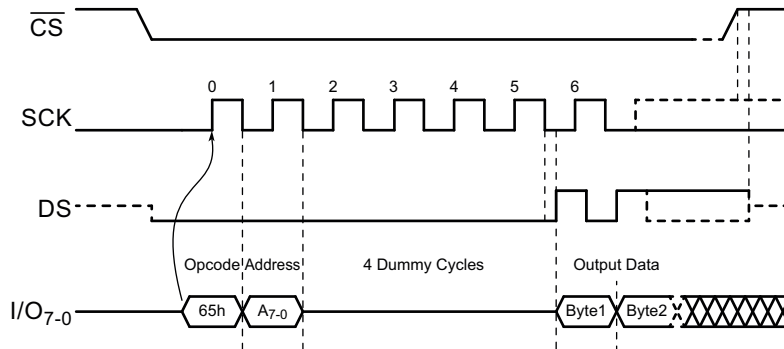 CS
0 1 2 3 4 5 6
SCK
DS
Opcode Address 4 Dummy Cycles Output Data
I/O7-0 65h A7-0 Byte1 Byte2